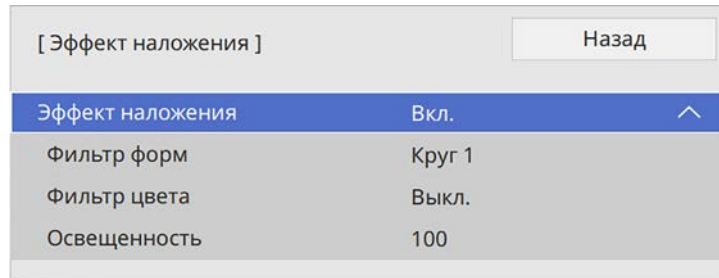 [ Эффект наложения ] Назад
Эффект наложения Вкл.
Фильтр форм Круг 1
Фильтр цвета Выкл.
Освещенность 100